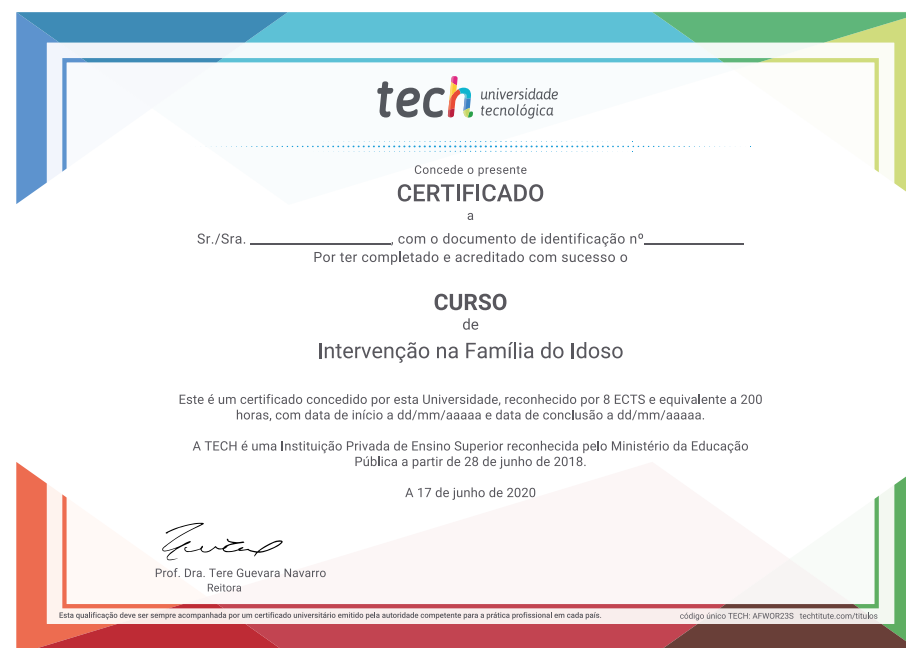 tech universidade
tecnológica
Concede o presente
CERTIFICADO
a
Sr./Sra. __________________, com o documento de identificação nº_____________
Por ter completado e acreditado com sucesso o
CURSO
de
Intervenção na Família do Idoso
Este é um certificado concedido por esta Universidade, reconhecido por 8 ECTS e equivalente a 200
horas, com data de início a dd/mm/aaaaa e data de conclusão a dd/mm/aaaaa.
A TECH é uma Instituição Privada de Ensino Superior reconhecida pelo Ministério da Educação
Pública a partir de 28 de junho de 2018.
A 17 de junho de 2020
Prof. Dra. Tere Guevara Navarro
Reitora
Esta qualificação deve ser sempre acompanhada por um certificado universitário emitido pela autoridade competente para a prática profissional em cada país.
código único TECH: AFWOR23S techtitute.com/titulos